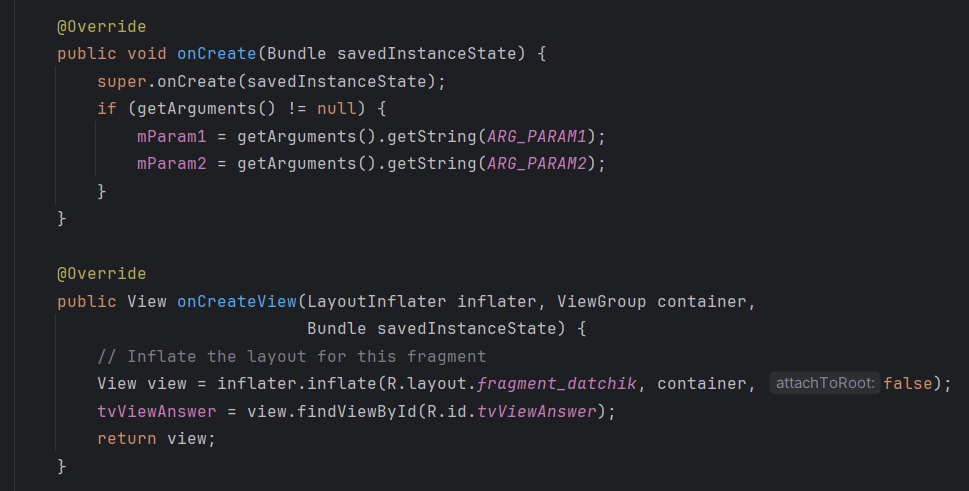 @Override
public void onCreate(Bundle savedInstanceState) {
super.onCreate(savedInstanceState);
if (getArguments() != null) {
mParam1 = getArguments().getString(ARG_PARAM1);
mParam2 = getArguments().getString(ARG_PARAM2);
}
}
@Override
public View onCreateView(LayoutInflater inflater, ViewGroup container,
Bundle savedInstanceState) {
// Inflate the layout for this fragment
View view = inflater.inflate(R.layout.fragment_datchik, container, attachToRoot: false);
tvViewAnswer = view.findViewById(R.id.tvViewAnswer);
return view;
}